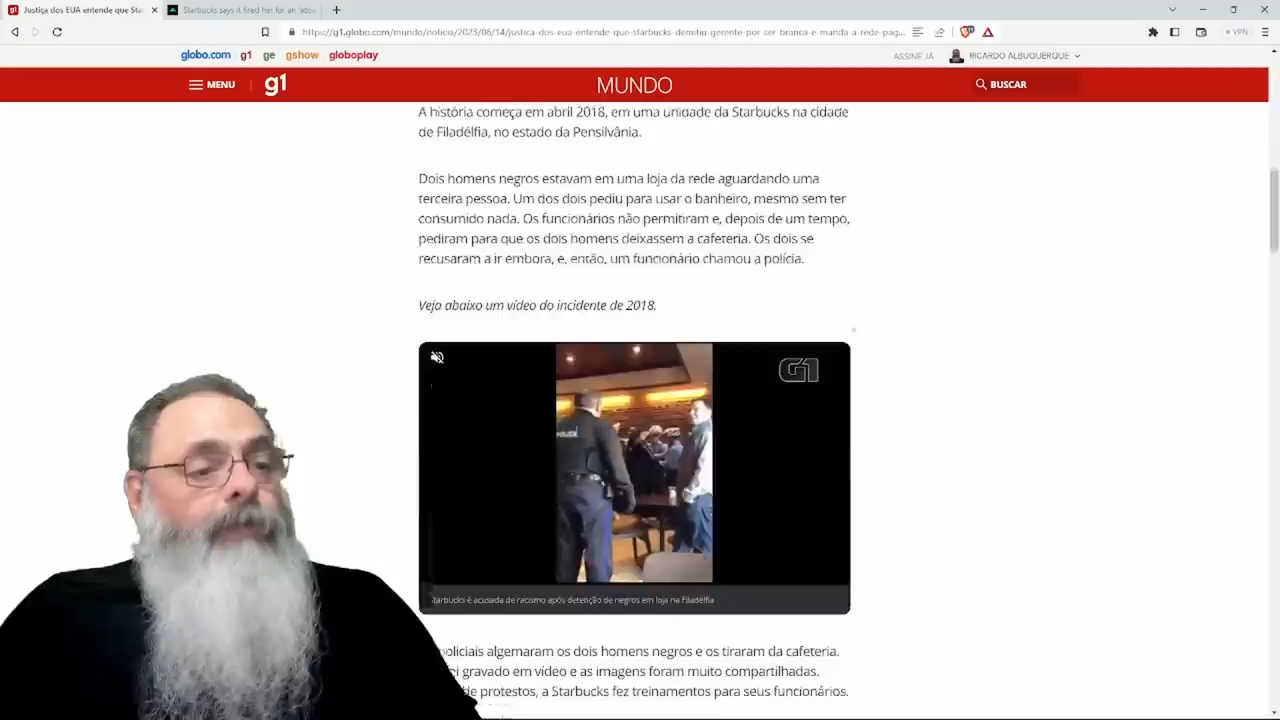 Justiça dos EUA entende que Sta
Starbucks says it fired her for an 'abso
https://g1.globo.com/mundo/noticia/2023/06/14/justica-dos-eua-entende-que-starbucks-demitiu-gerente-por-ser-branca-e-manda-a-rede-pag...
VPN
globo.com g1 ge gshow globoplay
ASSINE JÁ
RICARDO ALBUQUERQUE
MENU
g1
MUNDO
BUSCAR
A história começa em abril 2018, em uma unidade da Starbucks na cidade
de Filadélfia, no estado da Pensilvânia.
Dois homens negros estavam em uma loja da rede aguardando uma
terceira pessoa. Um dos dois pediu para usar o banheiro, mesmo sem ter
consumido nada. Os funcionários não permitiram e, depois de um tempo,
pediram para que os dois homens deixassem a cafeteria. Os dois se
recusaram a ir embora, e, então, um funcionário chamou a polícia.
Veja abaixo um vídeo do incidente de 2018.
G1
tarbucks é acusada de racismo após detenção de negros em loja na Filadélfia
oliciais algemaram os dois homens negros e os tiraram da cafeteria.
gravado em vídeo e as imagens foram muito compartilhadas.
de protestos, a Starbucks fez treinamentos para seus funcionários.